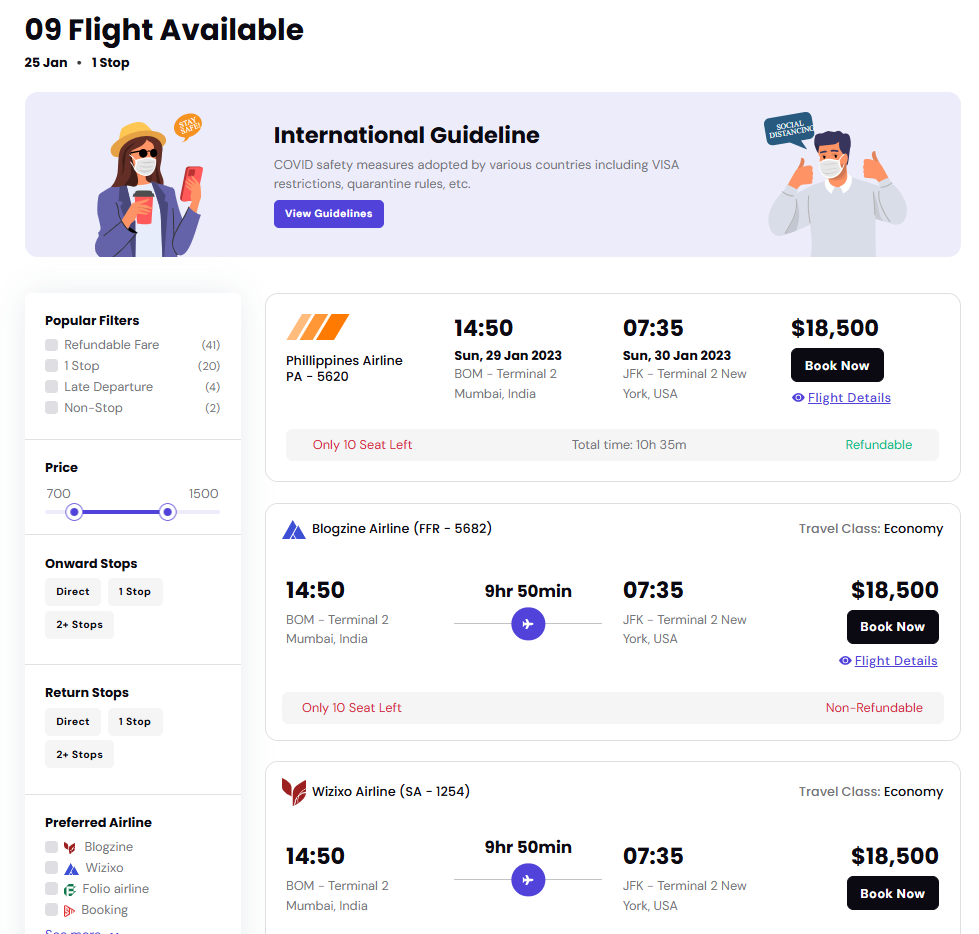 09 Flight Available
25 Jan • 1 Stop
STAY
SAFE!
International Guideline
COVID safety measures adopted by various countries including VISA
restrictions, quarantine rules, etc.
View Guidelines
SOCIAL
DISTANCING
Popular Filters
Refundable Fare (41)
1 Stop (20)
Late Departure (4)
Non-Stop (2)
Price
700 1500
Onward Stops
Direct 1 Stop
2+ Stops
Return Stops
Direct 1 Stop
2+ Stops
Preferred Airline
Blogzine
Wizixo
Folio airline
Booking
See more
Phillippines Airline
PA - 5620
14:50
Sun, 29 Jan 2023
BOM - Terminal 2
Mumbai, India
07:35
Sun, 30 Jan 2023
JFK - Terminal 2 New
York, USA
$18,500
Book Now
Flight Details
Only 10 Seat Left Total time: 10h 35m Refundable
Blogzine Airline (FFR - 5682) Travel Class: Economy
14:50
BOM - Terminal 2
Mumbai, India
9hr 50min
07:35
JFK - Terminal 2 New
York, USA
$18,500
Book Now
Flight Details
Only 10 Seat Left Non-Refundable
Wizixo Airline (SA - 1254) Travel Class: Economy
14:50
BOM - Terminal 2
Mumbai, India
9hr 50min
07:35
JFK - Terminal 2 New
York, USA
$18,500
Book Now